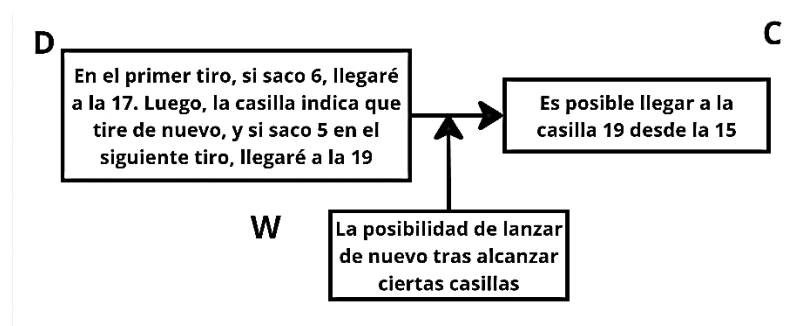 D
C
En el primer tiro, si saco 6, llegaré
a la 17. Luego, la casilla indica que
tire de nuevo, y si saco 5 en el
siguiente tiro, llegaré a la 19
Es posible llegar a la
casilla 19 desde la 15
W
La posibilidad de lanzar
de nuevo tras alcanzar
ciertas casillas